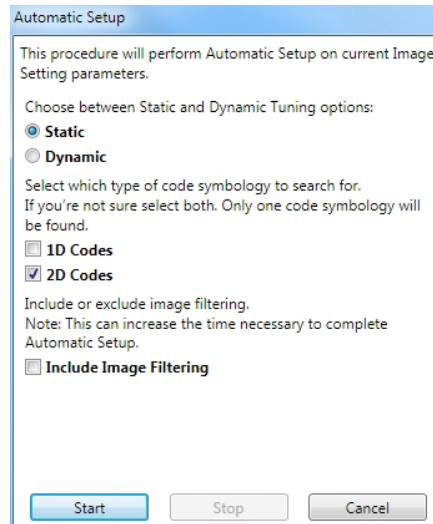 Automatic Setup
This procedure will perform Automatic Setup on current Image
Setting parameters.
Choose between Static and Dynamic Tuning options:
Static
Dynamic
Select which type of code symbology to search for.
If you're not sure select both. Only one code symbology will
be found.
1D Codes
2D Codes
Include or exclude image filtering.
Note: This can increase the time necessary to complete
Automatic Setup.
Include Image Filtering
Start Stop Cancel